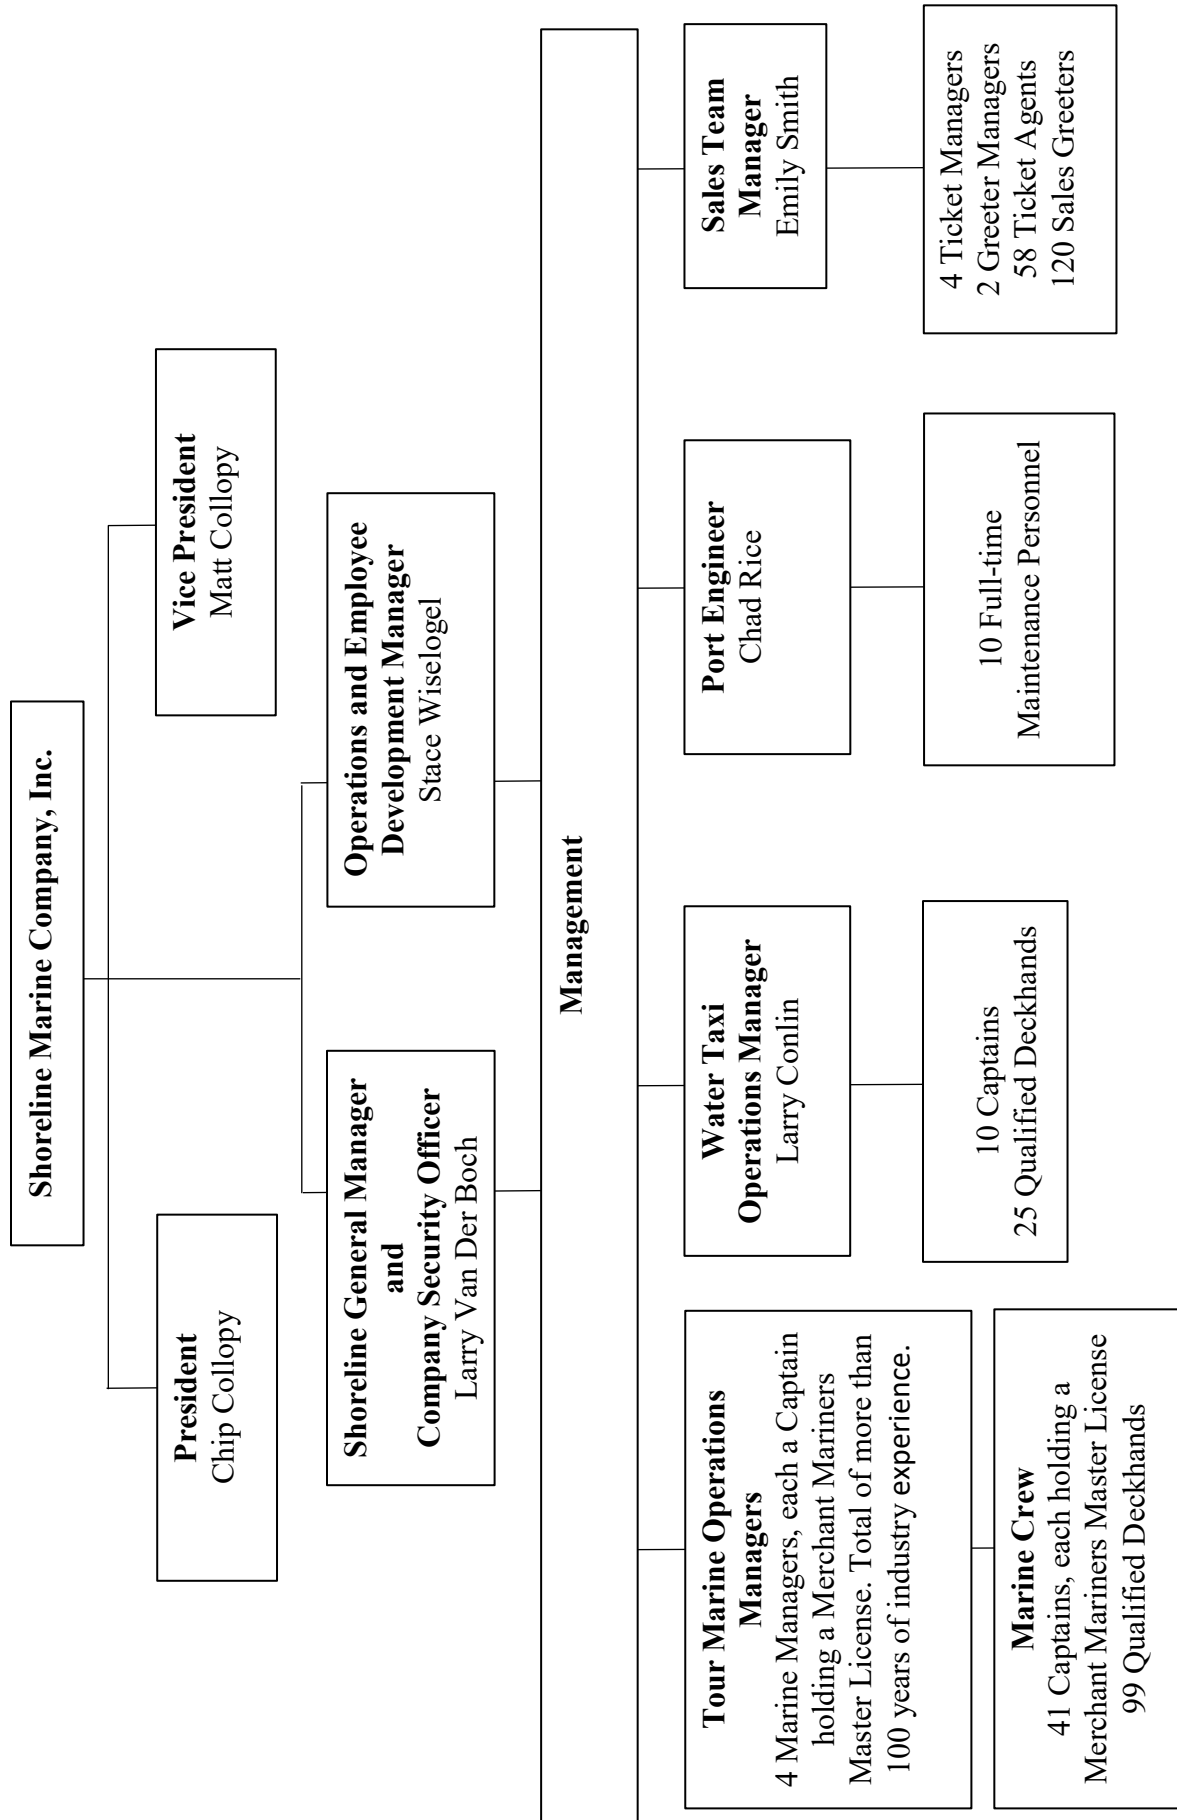 Shoreline Marine Company, Inc.
President
Chip Collopy
Vice President
Matt Collopy
Shoreline General Manager
and
Company Security Officer
Larry Van Der Boch
Operations and Employee
Development Manager
Stace Wiselogel
Management
Tour Marine Operations
Managers
4 Marine Managers, each a Captain
holding a Merchant Mariners
Master License. Total of more than
100 years of industry experience.
Water Taxi
Operations Manager
Larry Conlin
Port Engineer
Chad Rice
Sales Team
Manager
Emily Smith
Marine Crew
41 Captains, each holding a
Merchant Mariners Master License
99 Qualified Deckhands
10 Captains
25 Qualified Deckhands
10 Full-time
Maintenance Personnel
4 Ticket Managers
2 Greeter Managers
58 Ticket Agents
120 Sales Greeters